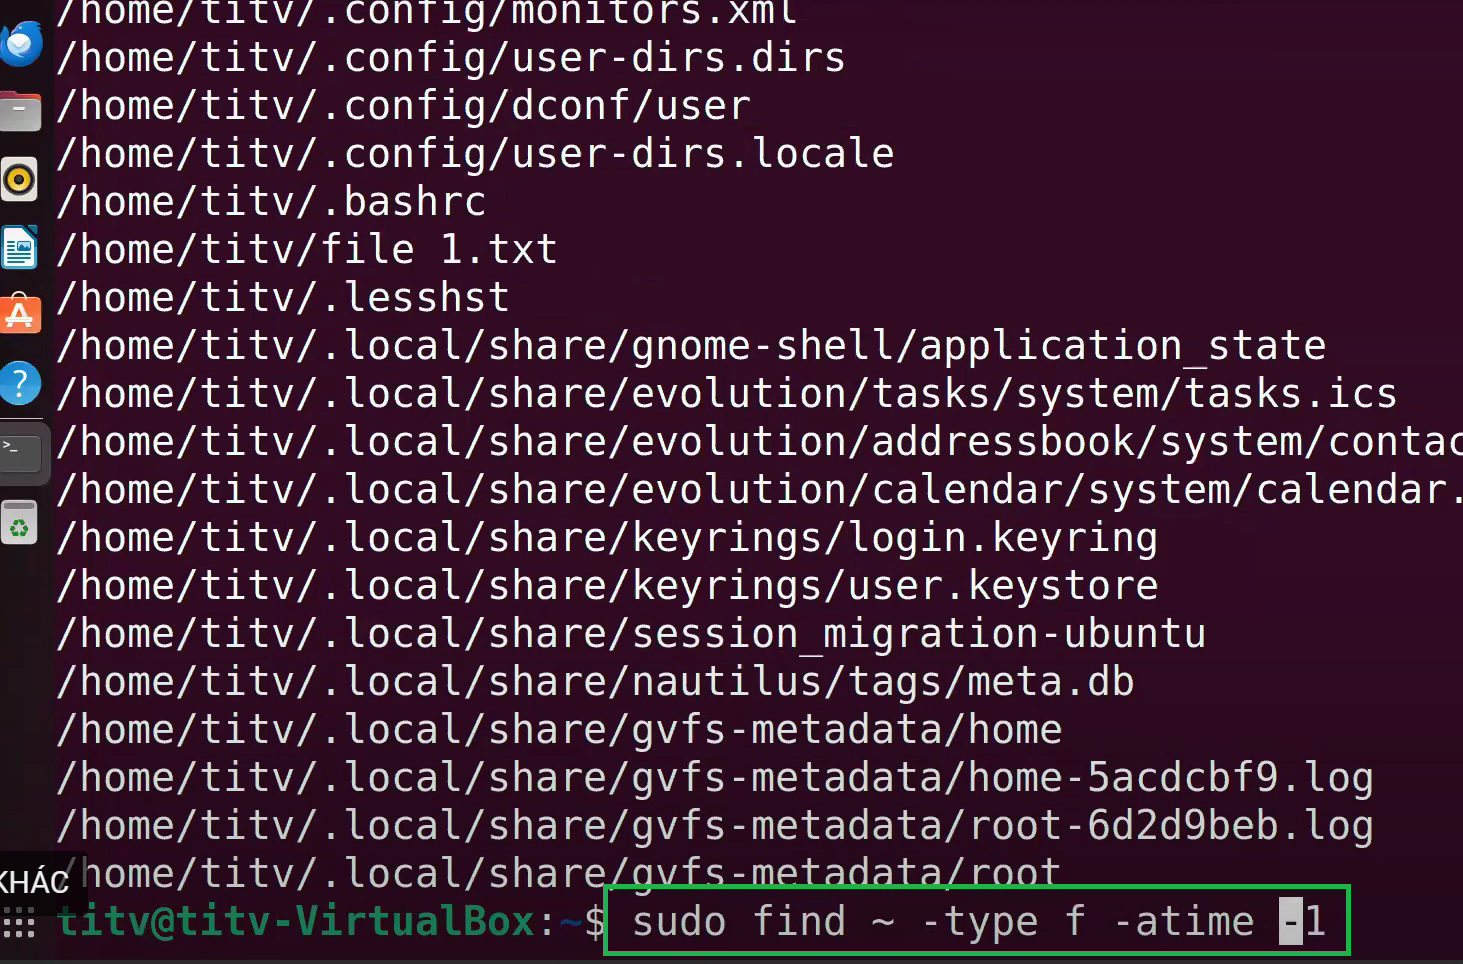 /home/titv/.config/monitors.xml
/home/titv/.config/user-dirs.dirs
/home/titv/.config/dconf/user
/home/titv/.config/user-dirs.locale
/home/titv/.bashrc
/home/titv/file 1.txt
/home/titv/.lesshst
/home/titv/.local/share/gnome-shell/application_state
/home/titv/.local/share/evolution/tasks/system/tasks.ics
/home/titv/.local/share/evolution/addressbook/system/contac
/home/titv/.local/share/evolution/calendar/system/calendar.
/home/titv/.local/share/keyrings/login.keyring
/home/titv/.local/share/keyrings/user.keystore
/home/titv/.local/share/session_migration-ubuntu
/home/titv/.local/share/nautilus/tags/meta.db
/home/titv/.local/share/gvfs-metadata/home
/home/titv/.local/share/gvfs-metadata/home-5acdcbf9.log
/home/titv/.local/share/gvfs-metadata/root-6d2d9beb.log
/home/titv/.local/share/gvfs-metadata/root
KHÁC
titv@titv-VirtualBox:~$ sudo find ~ -type f -atime -1